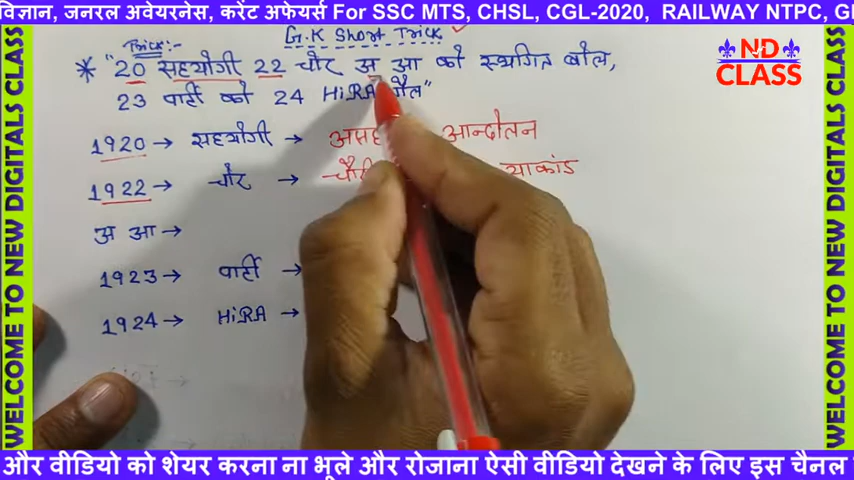 विज्ञान, जनरल अवेयरनेस, करेंट अफेयर्स For SSC MTS, CHSL, CGL-2020, RAILWAY NTPC, G
G.K Short Trick
Trick:-
* "20 सहयोगी 22 चोर अ आ को स्थगित बोल,
23 पार्टी को 24 HiRA"
1920→ सहयोगी → आन्दोलन
1922→ चोर →
अ आ→
1923→ पार्टी →
1924→ HiRA →
ND
CLASS
WELCOME TO NEW DIGITALS CLASS
WELCOME TO NEW DIGITALS CLASS
और वीडियो को शेयर करना ना भूले और रोजाना ऐसी वीडियो देखने के लिए इस चैनल